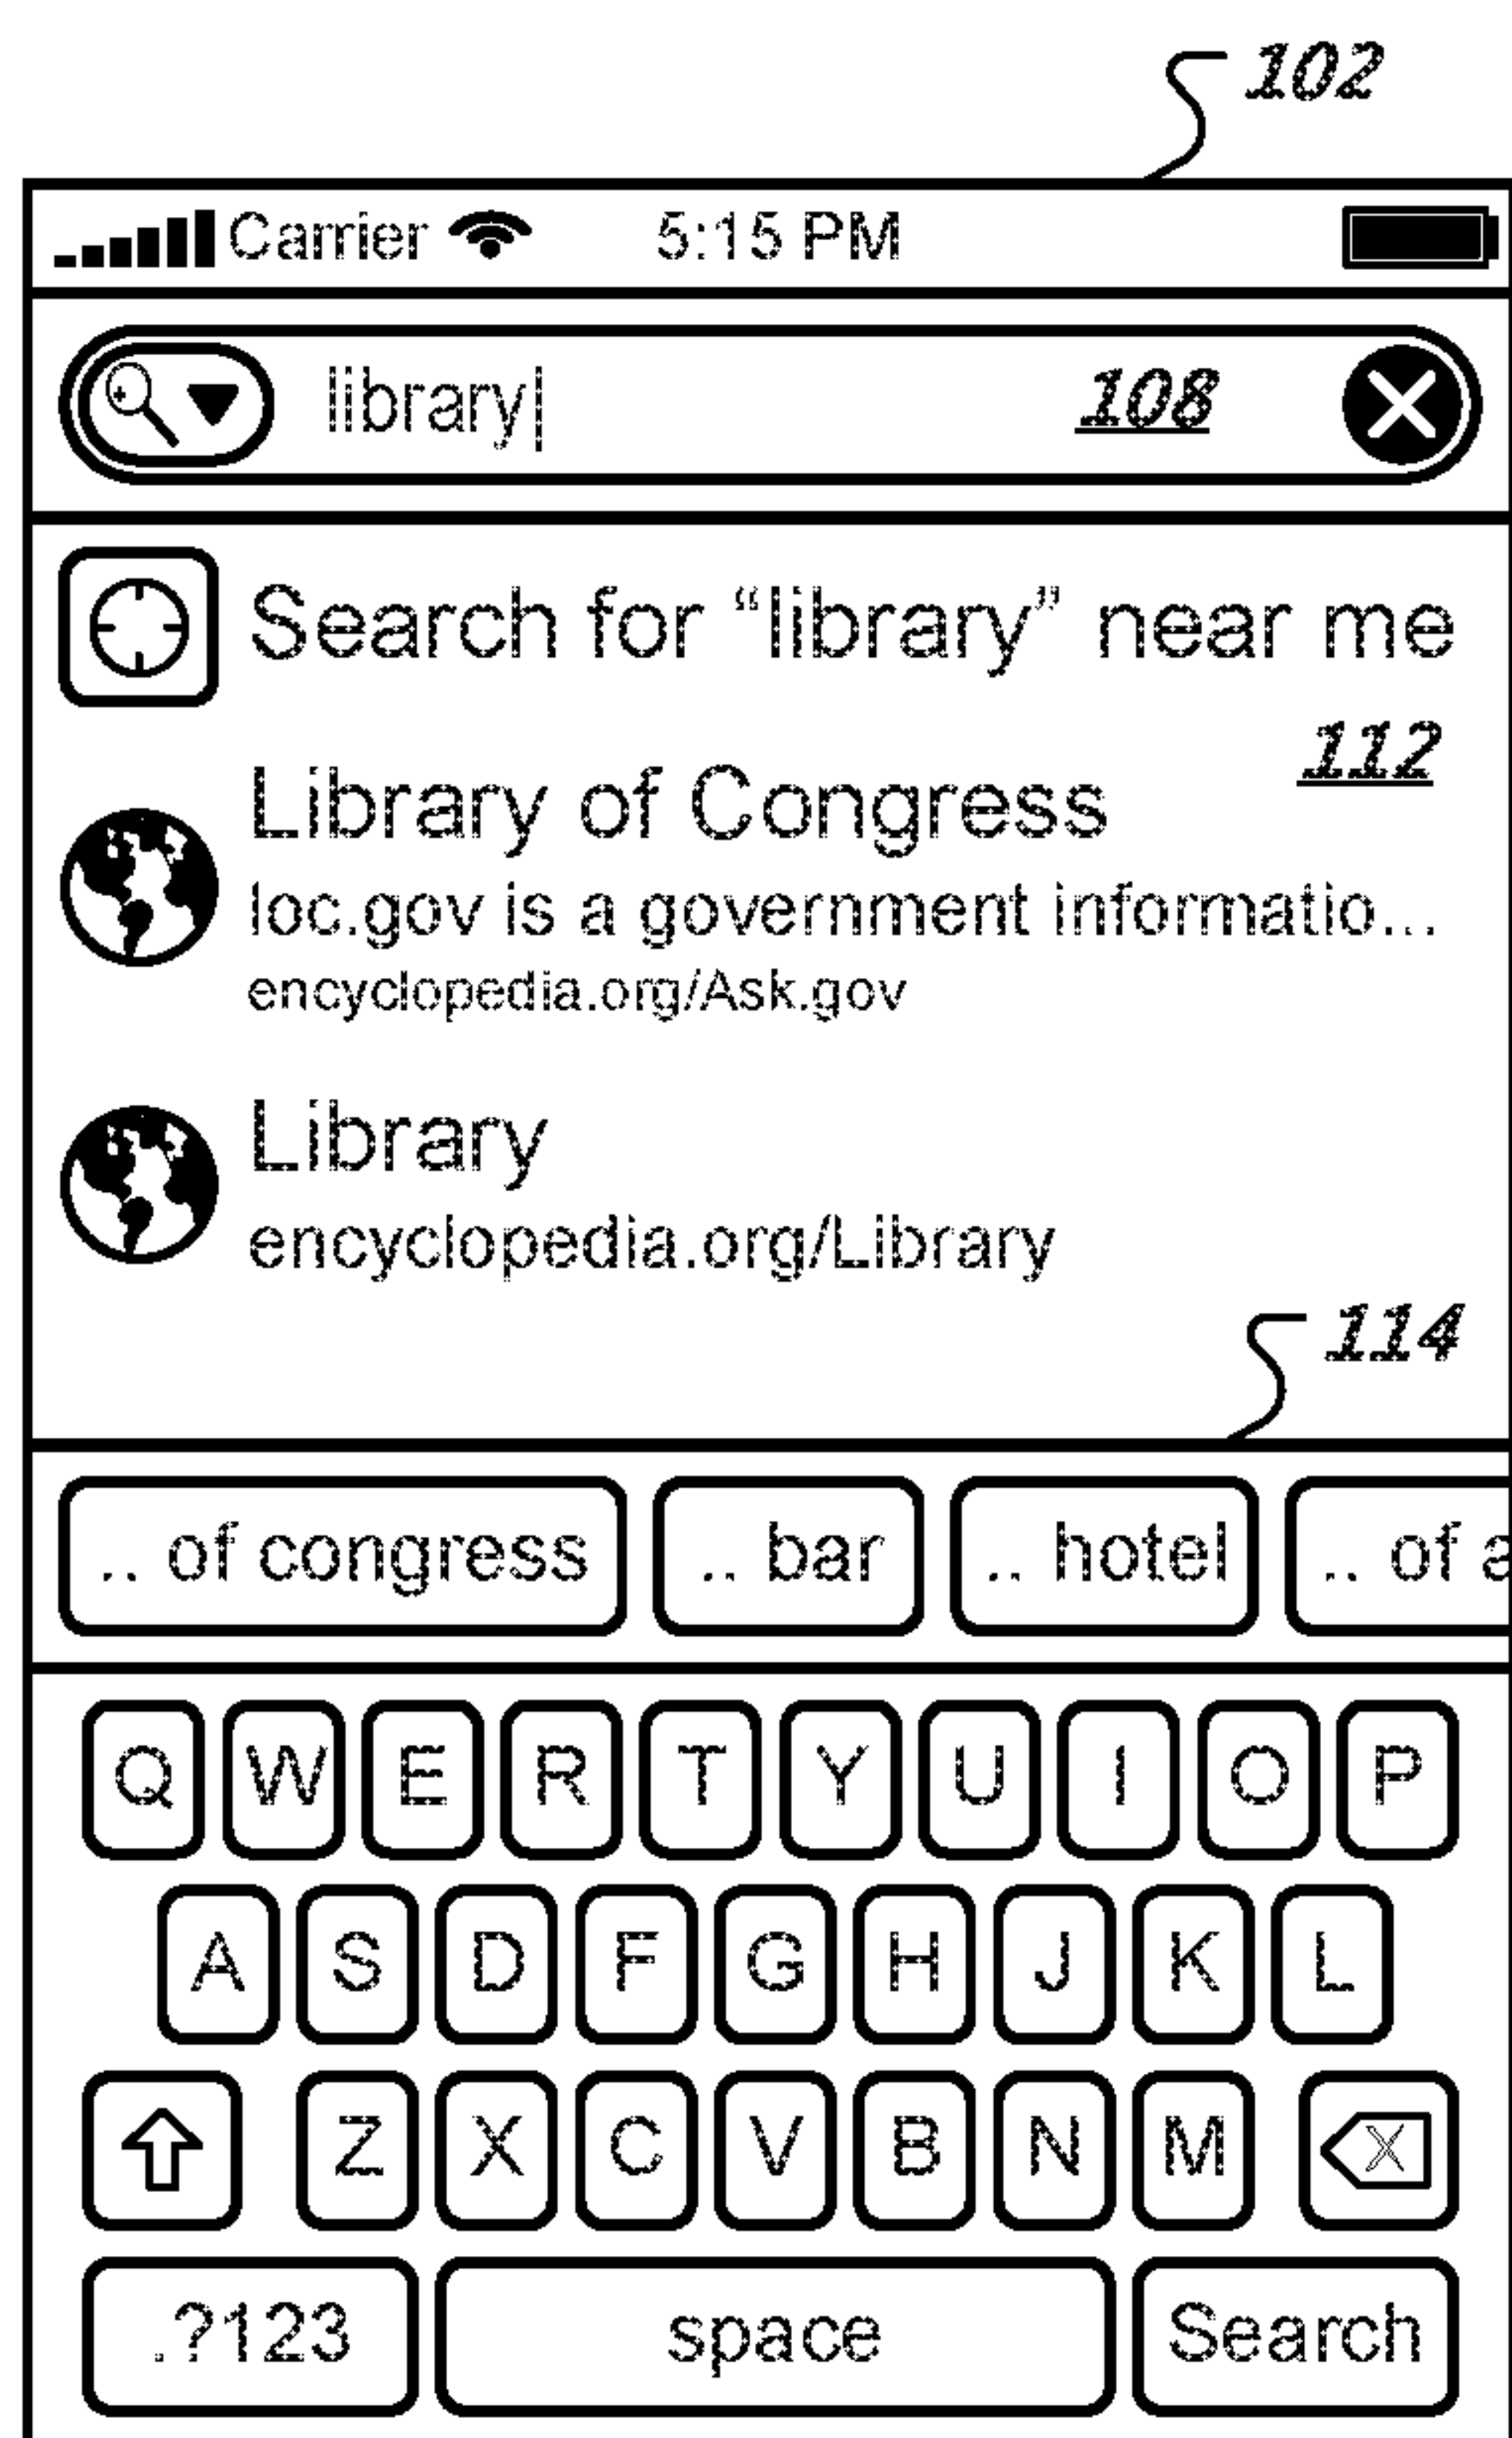 102
Carrier 5:15 PM
library 108
Search for “library” near me
112
Library of Congress
loc.gov is a government informatio...
encyclopedia.org/Ask.gov
Library
encyclopedia.org/Library
114
.. of congress .. bar .. hotel .. of a
Q W E R T Y U I O P
A S D F G H J K L
Z X C V B N M X
.?123 space Search